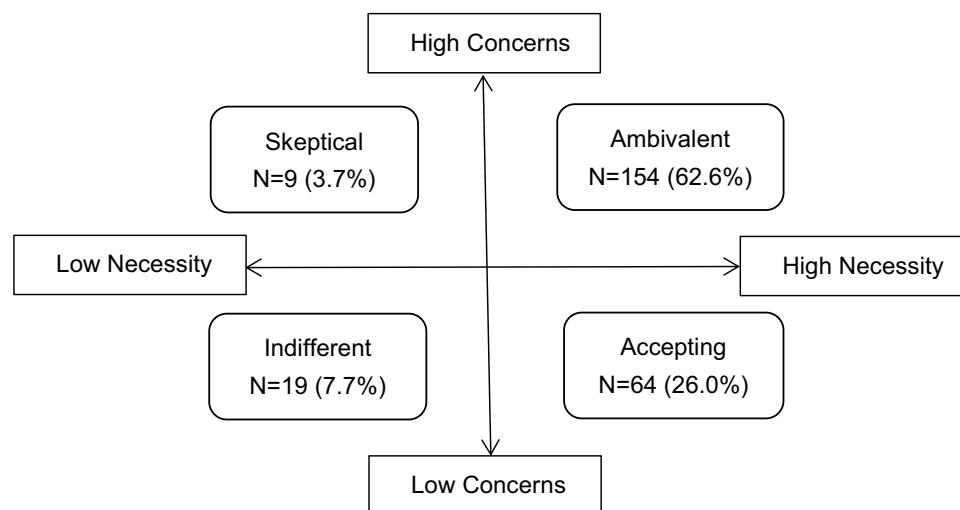 High Concerns
Skeptical
N=9 (3.7%)
Ambivalent
N=154 (62.6%)
Low Necessity
High Necessity
Indifferent
N=19 (7.7%)
Accepting
N=64 (26.0%)
Low Concerns